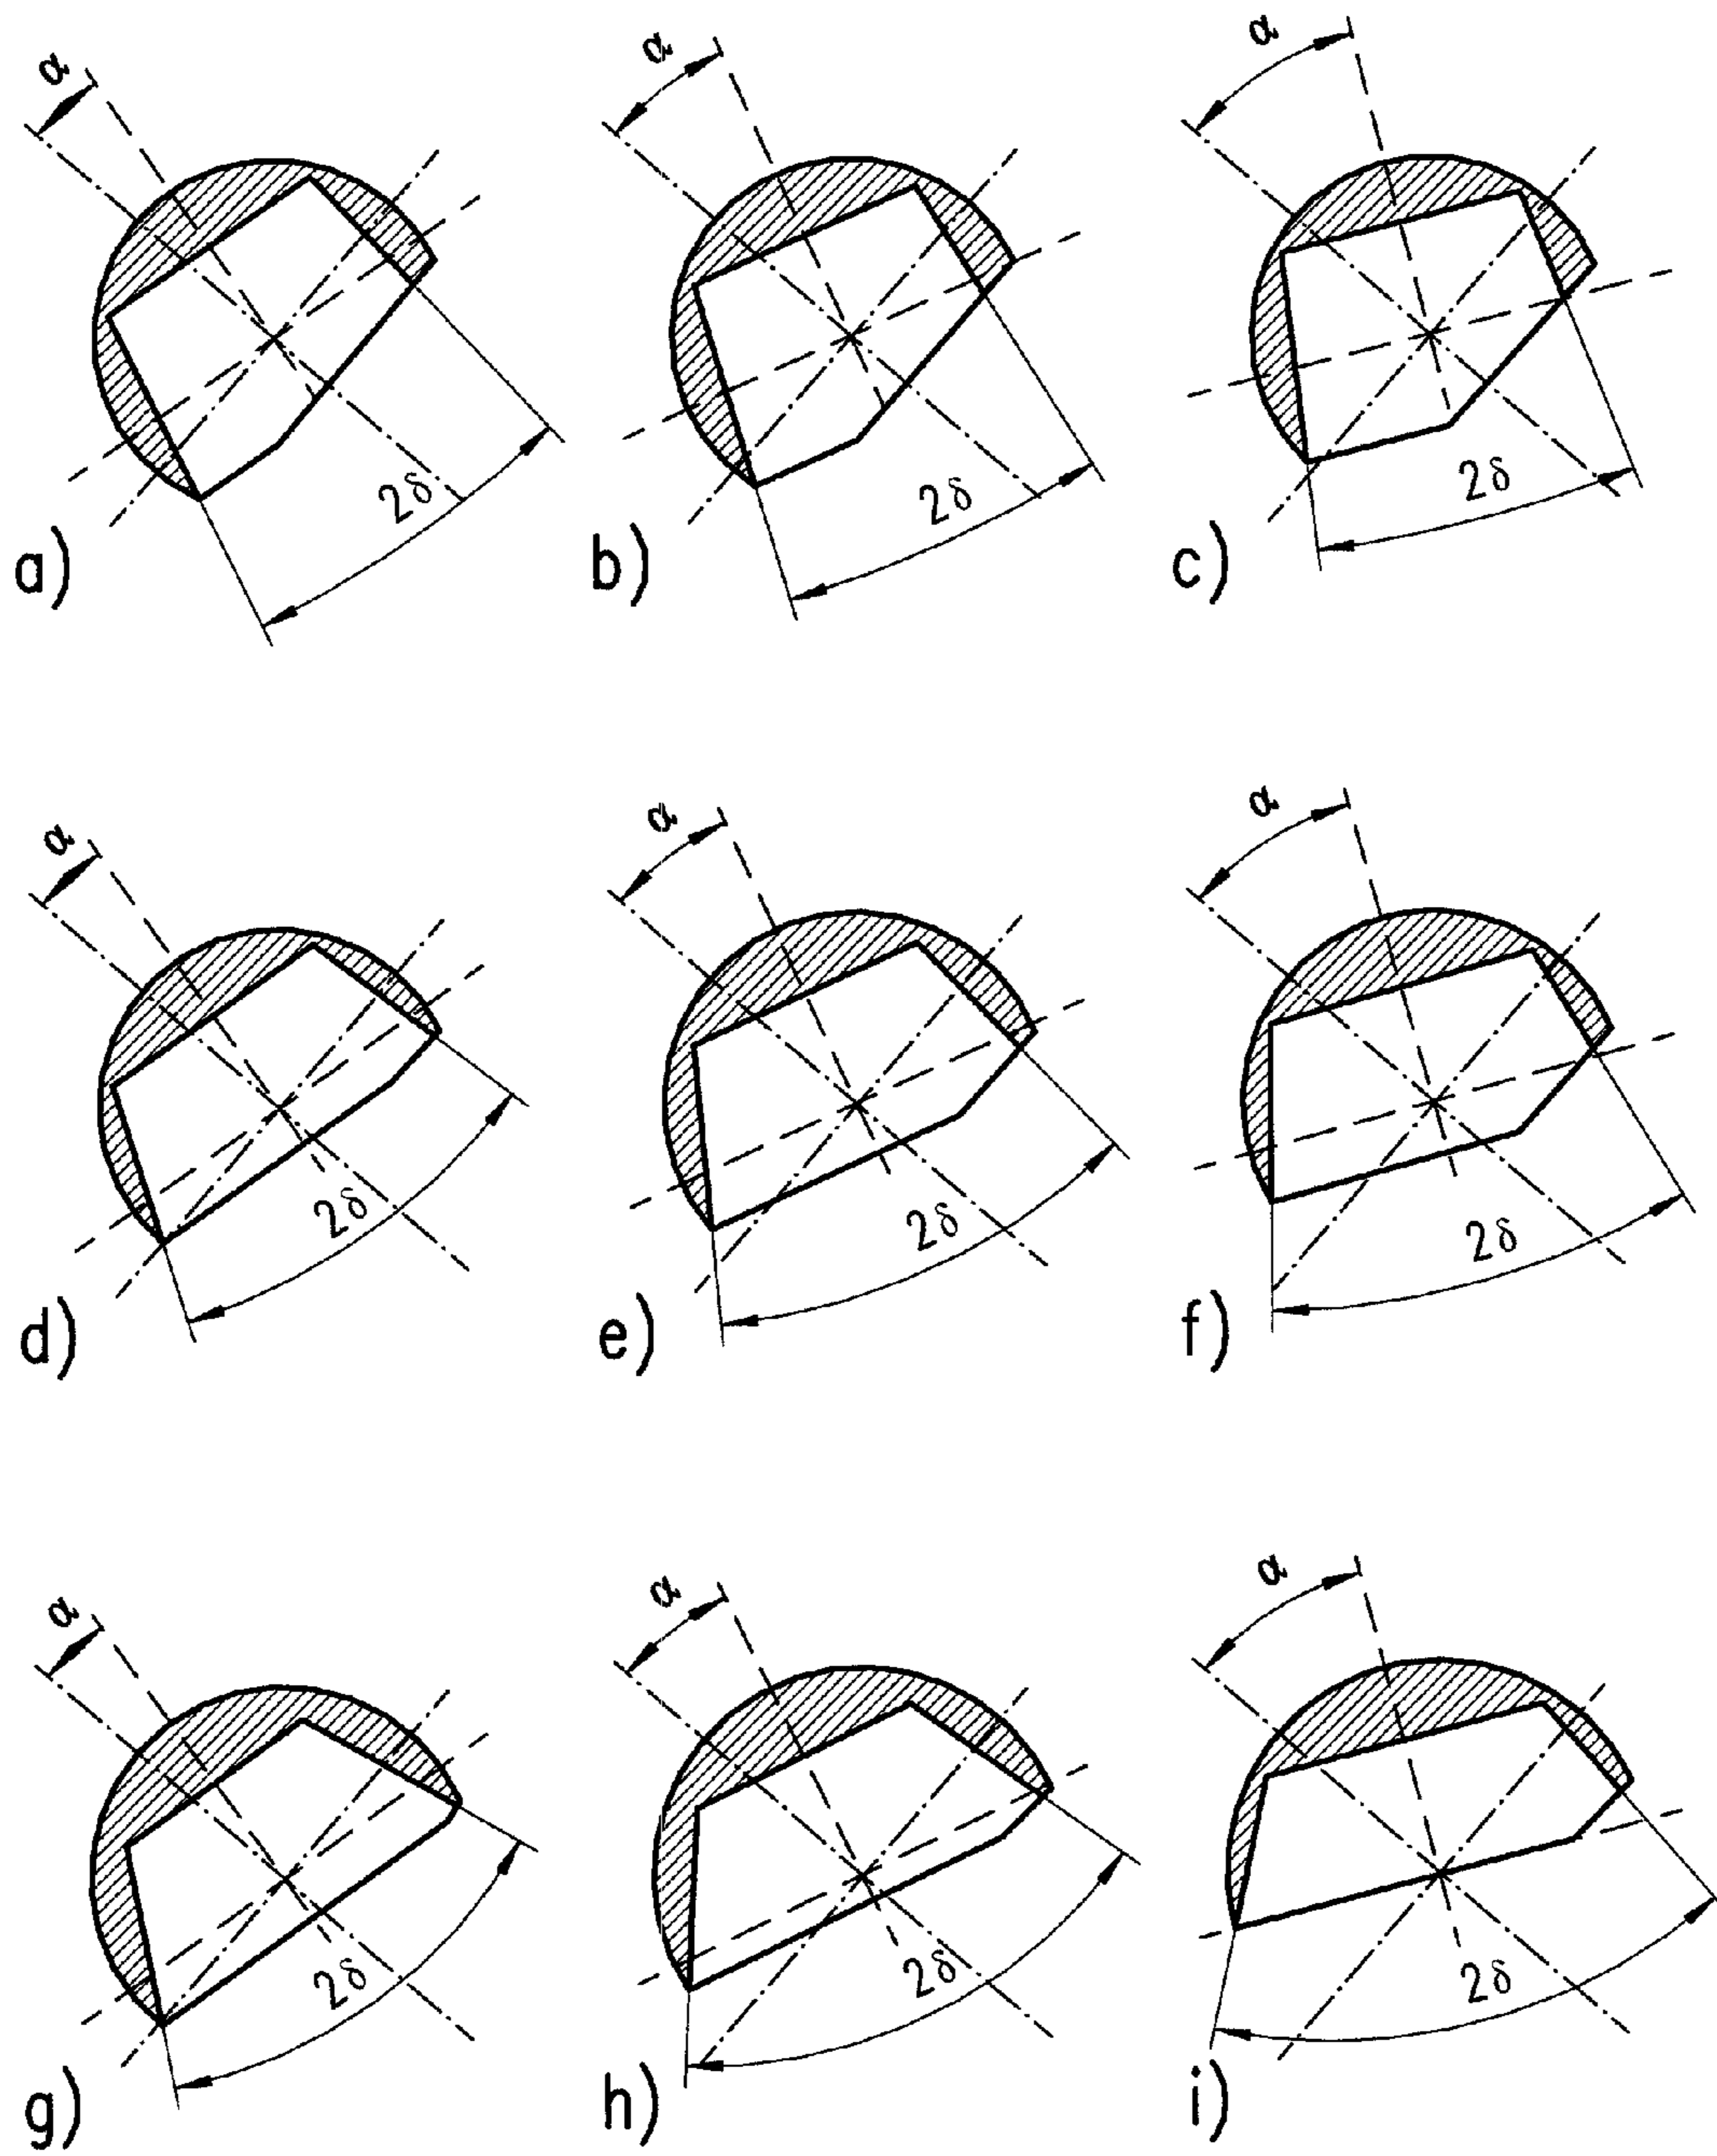 α α α
2δ 2δ 2δ
a) b) c)
α α α
2δ 2δ 2δ
d) e) f)
α α α
2δ 2δ 2δ
g) h) i)